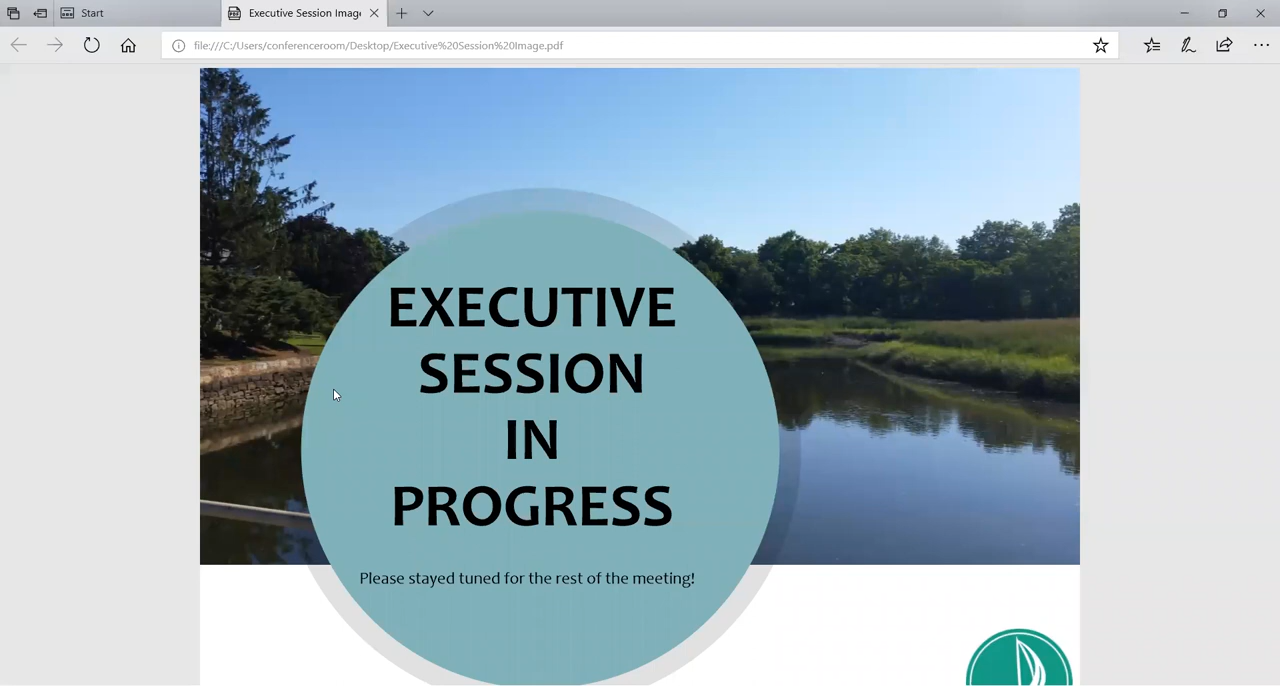 Start
Executive Session Imag
file:///C:/Users/conferenceroom/Desktop/Executive%20Session%20Image.pdf
EXECUTIVE
SESSION
IN
PROGRESS
Please stayed tuned for the rest of the meeting!